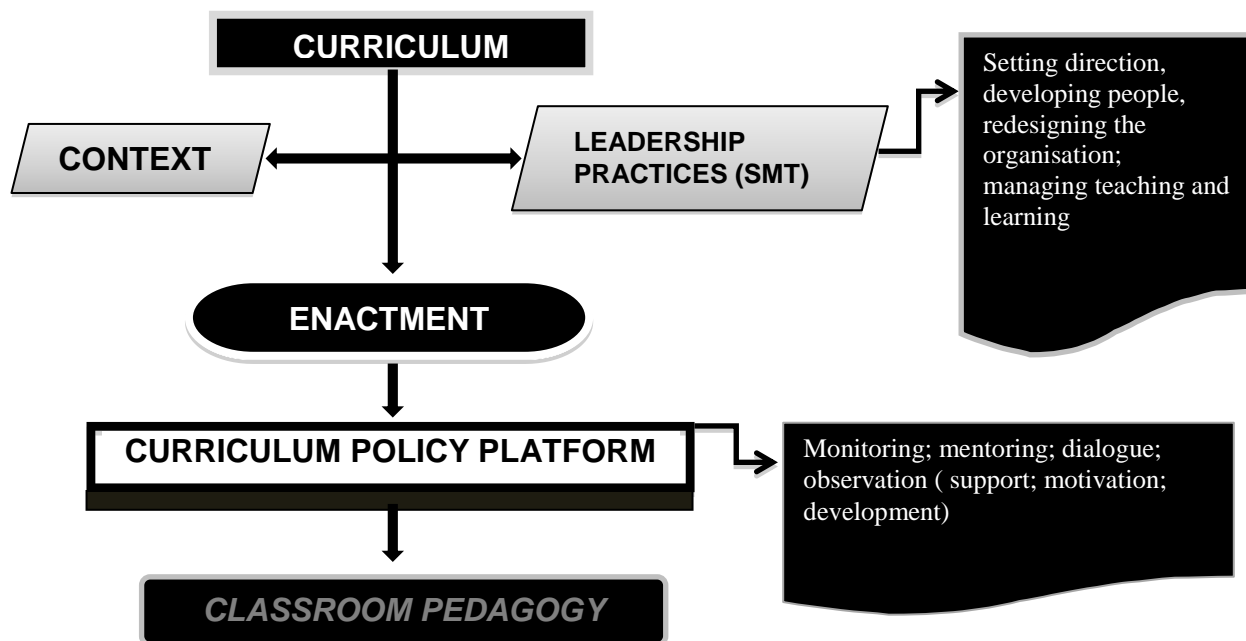 CURRICULUM
CONTEXT
LEADERSHIP
PRACTICES (SMT)
Setting direction,
developing people,
redesigning the
organisation;
managing teaching and
learning
ENACTMENT
CURRICULUM POLICY PLATFORM
Monitoring; mentoring; dialogue;
observation ( support; motivation;
development)
CLASSROOM PEDAGOGY